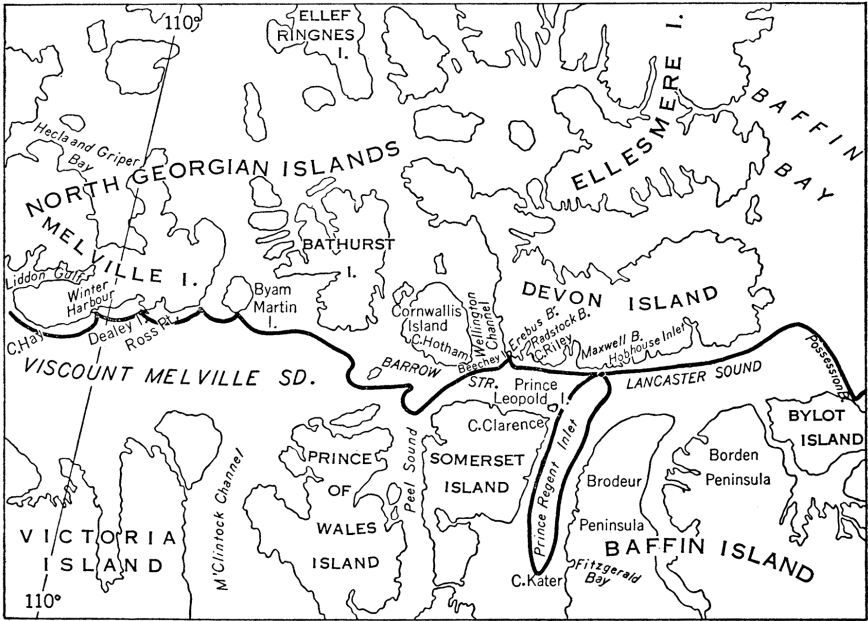 110°
ELLEF
RINGNES
I.
ELLESMERE I.
BAFFIN
BAY
Hecla and Griper
Bay
NORTH GEORGIAN ISLANDS
MELVILLE I.
BATHURST
I.
Liddon Gulf
Winter
Harbour
Byam
Martin
I.
C.Hay
Dealey I.
Ross Pt.
Cornwallis
Island
C.Hotham
Wellington
Channel
Beechey I.
Erebus B.
Radstock B.
C.Riley
DEVON ISLAND
Maxwell B.
Hobhouse Inlet
VISCOUNT MELVILLE SD.
BARROW
STR.
Prince
Leopold I.
LANCASTER SOUND
Possession B.
C.Clarence
BYLOT
ISLAND
PRINCE
OF
WALES
ISLAND
Peel Sound
SOMERSET
ISLAND
Prince Regent Inlet
Brodeur
Peninsula
Borden
Peninsula
M'Clintock Channel
VICTORIA
ISLAND
BAFFIN ISLAND
C.Kater
Fitzgerald
Bay
110°